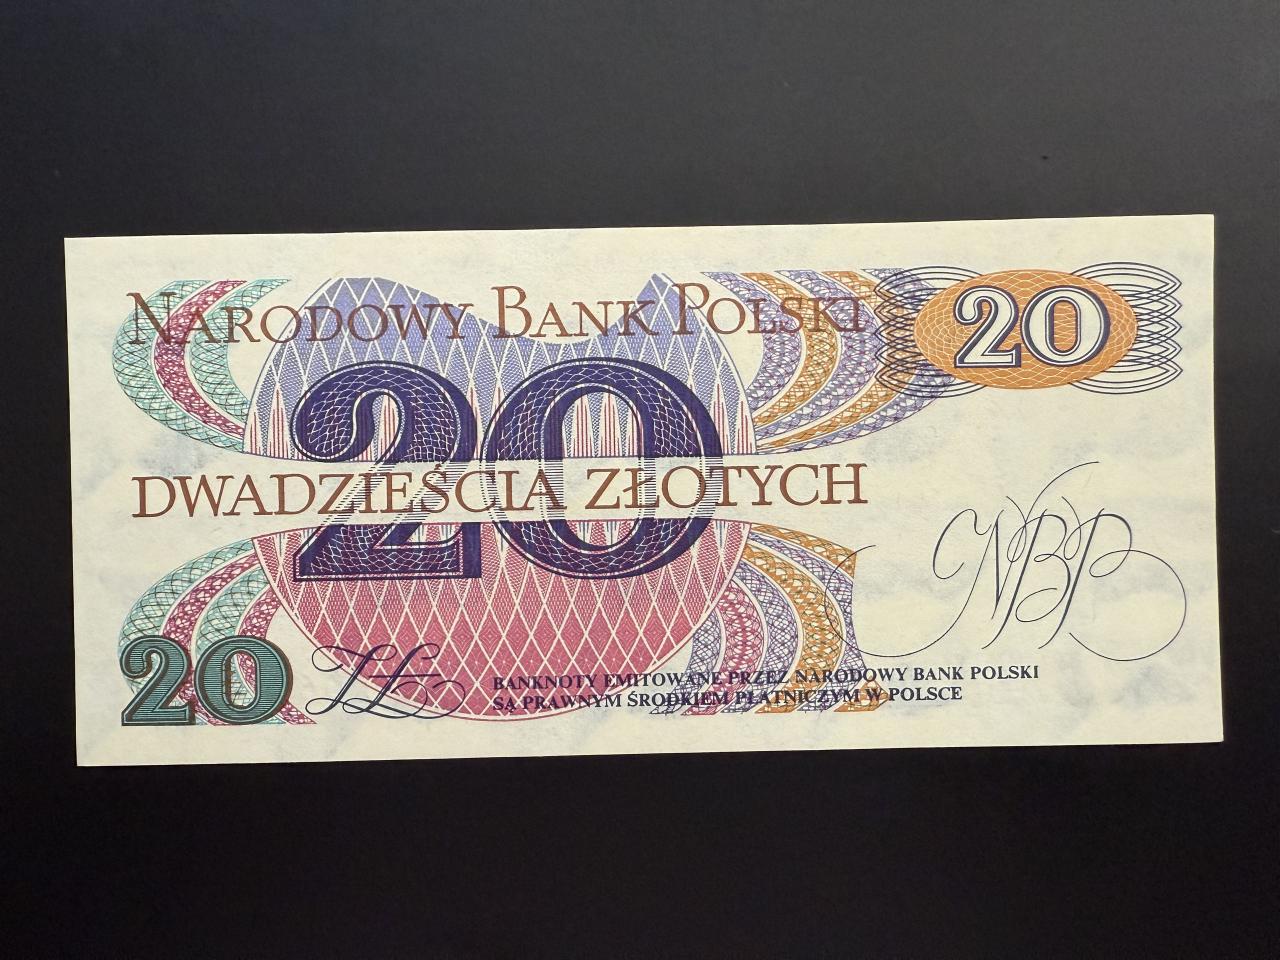 NARODOWY BANK POLSKI
20
20
DWADZIEŚCIA ZŁOTYCH
NBP
20
BANKNOTY EMITOWANE PRZEZ NARODOWY BANK POLSKI
SĄ PRAWNYM ŚRODKIEM PŁATNICZYM W POLSCE